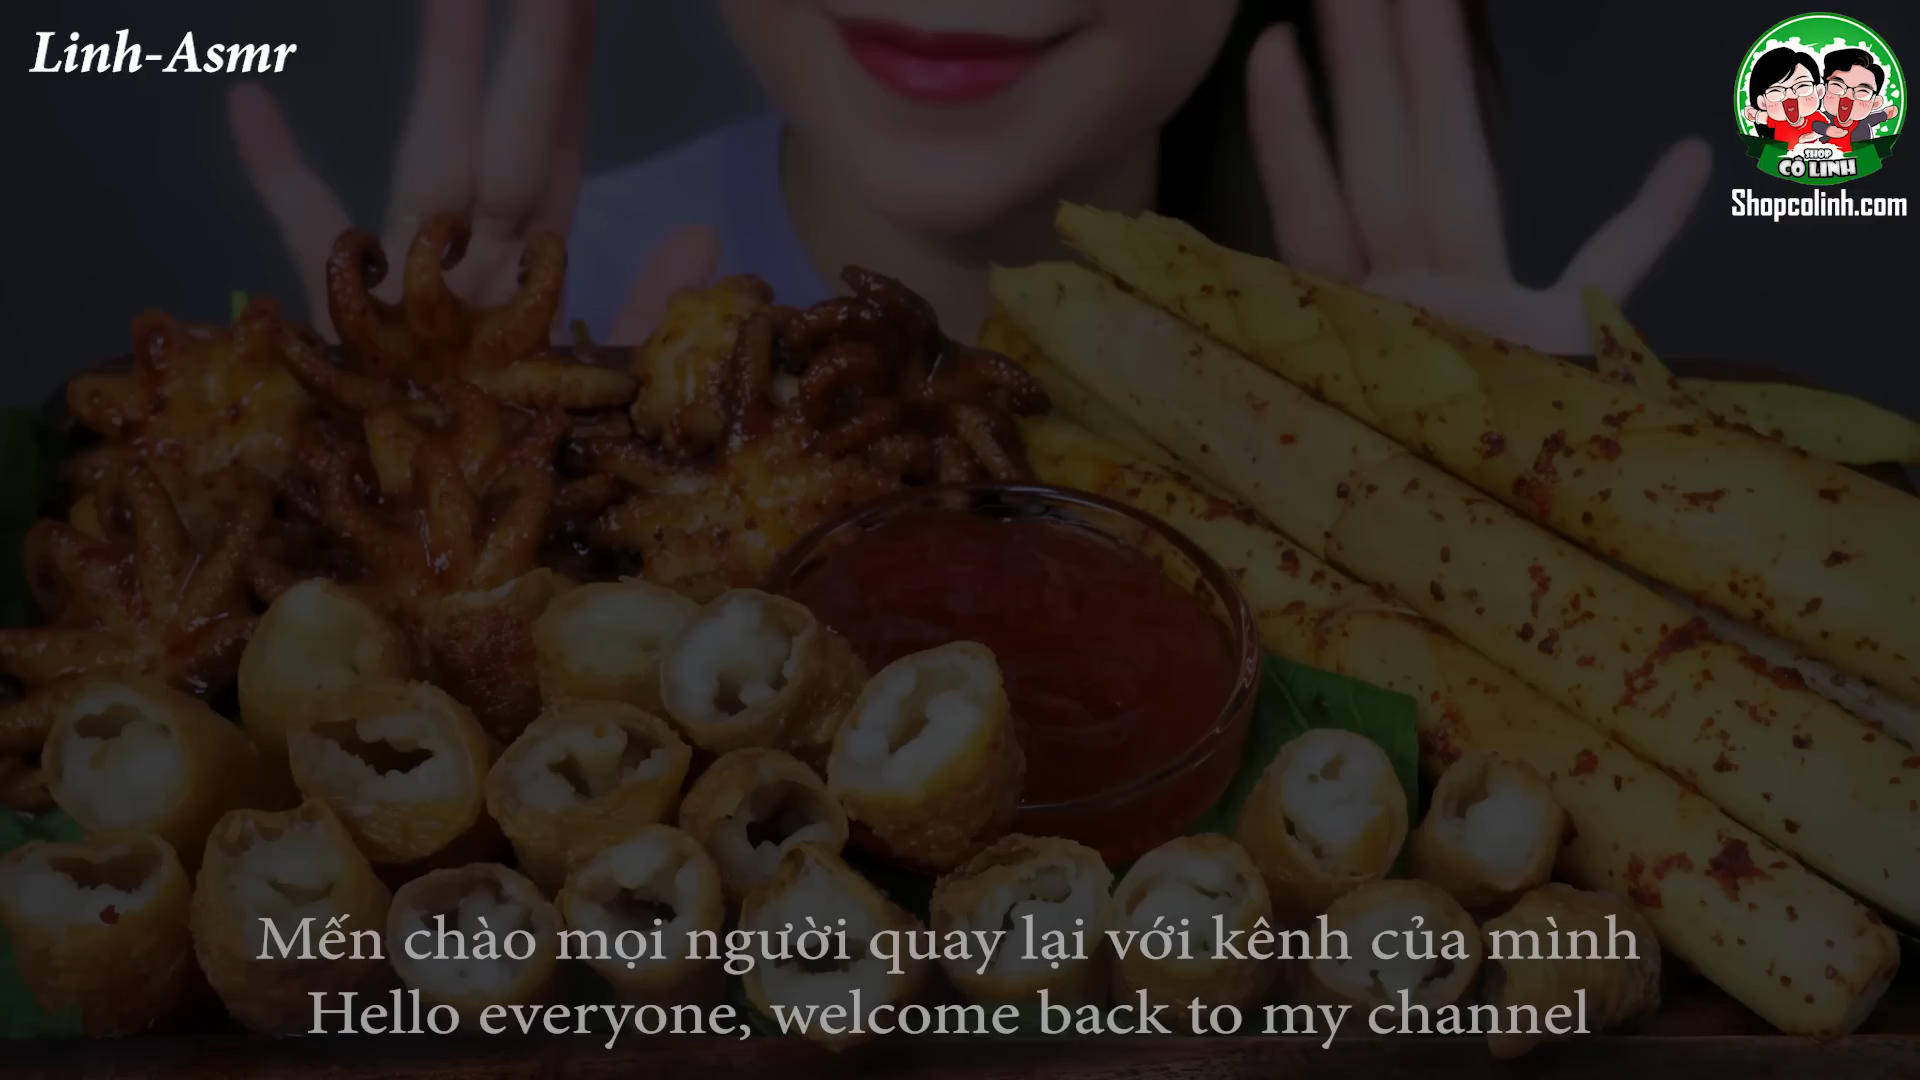 Linh-Asmr
SHOP
CÔ LINH
Shopcolinh.com
Mến chào mọi người quay lại với kênh của mình
Hello everyone, welcome back to my channel